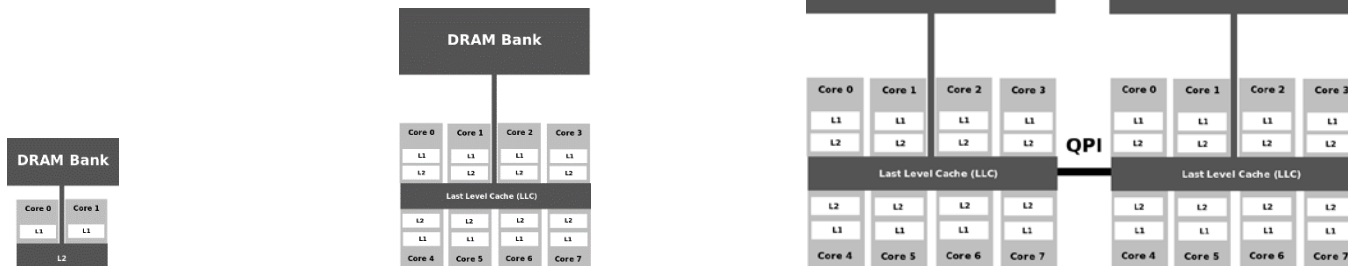 DRAM Bank
Core 0 Core 1
L1 L1
L2
DRAM Bank
Core 0 Core 1 Core 2 Core 3
L1 L1 L1 L1
L2 L2 L2 L2
Last Level Cache (LLC)
L2 L2 L2 L2
L1 L1 L1 L1
Core 4 Core 5 Core 6 Core 7
Core 0 Core 1 Core 2 Core 3
L1 L1 L1 L1
L2 L2 L2 L2
Last Level Cache (LLC)
L2 L2 L2 L2
L1 L1 L1 L1
Core 4 Core 5 Core 6 Core 7
QPI
Core 0 Core 1 Core 2 Core 3
L1 L1 L1 L1
L2 L2 L2 L2
Last Level Cache (LLC)
L2 L2 L2 L2
L1 L1 L1 L1
Core 4 Core 5 Core 6 Core 7